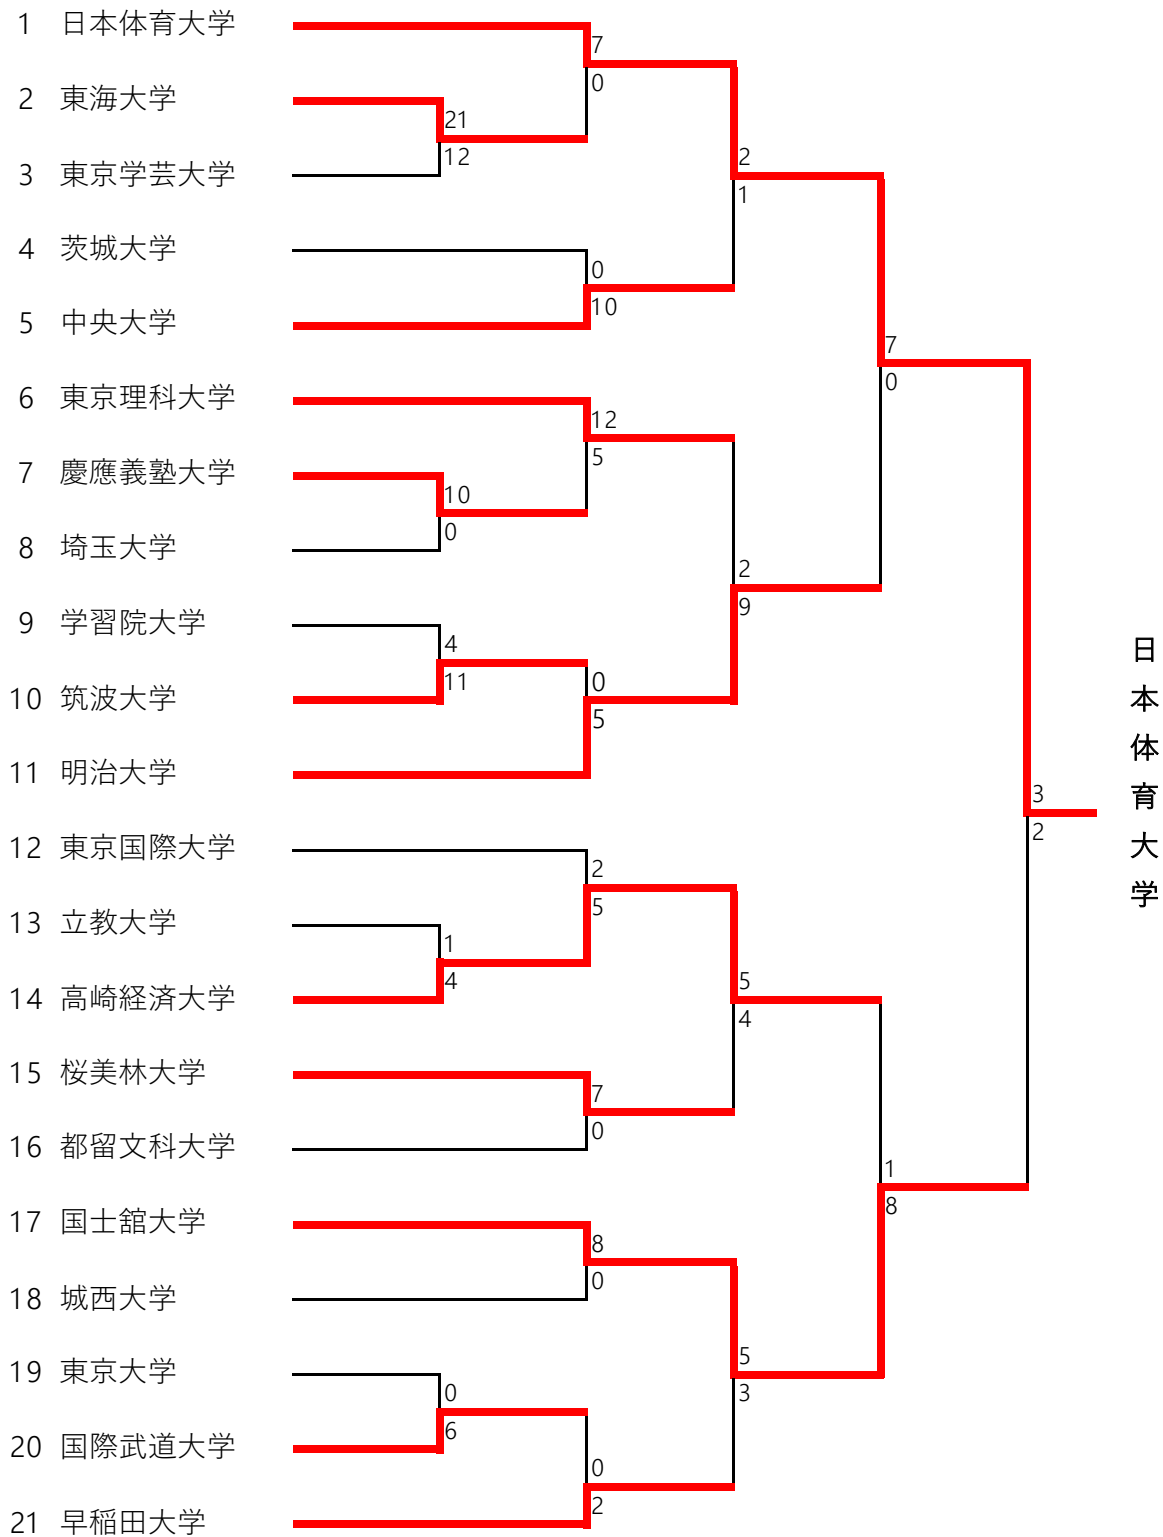 1 日本体育大学
7
0
2 東海大学
21
12
2
1
3 東京学芸大学
4 茨城大学
0
10
5 中央大学
7
0
6 東京理科大学
12
5
7 慶應義塾大学
10
0
8 埼玉大学
2
9
9 学習院大学
4
11
0
5
10 筑波大学
11 明治大学
3
2
日本体育大学
12 東京国際大学
2
5
13 立教大学
1
4
5
4
14 高崎経済大学
15 桜美林大学
7
0
16 都留文科大学
1
8
17 国士舘大学
8
0
18 城西大学
5
3
19 東京大学
0
6
20 国際武道大学
0
2
21 早稲田大学